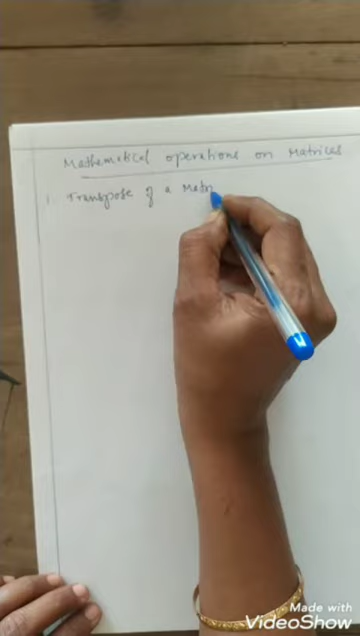 Mathematical operations on Matrices
1. Transpose of a Matr
Made with
VideoShow